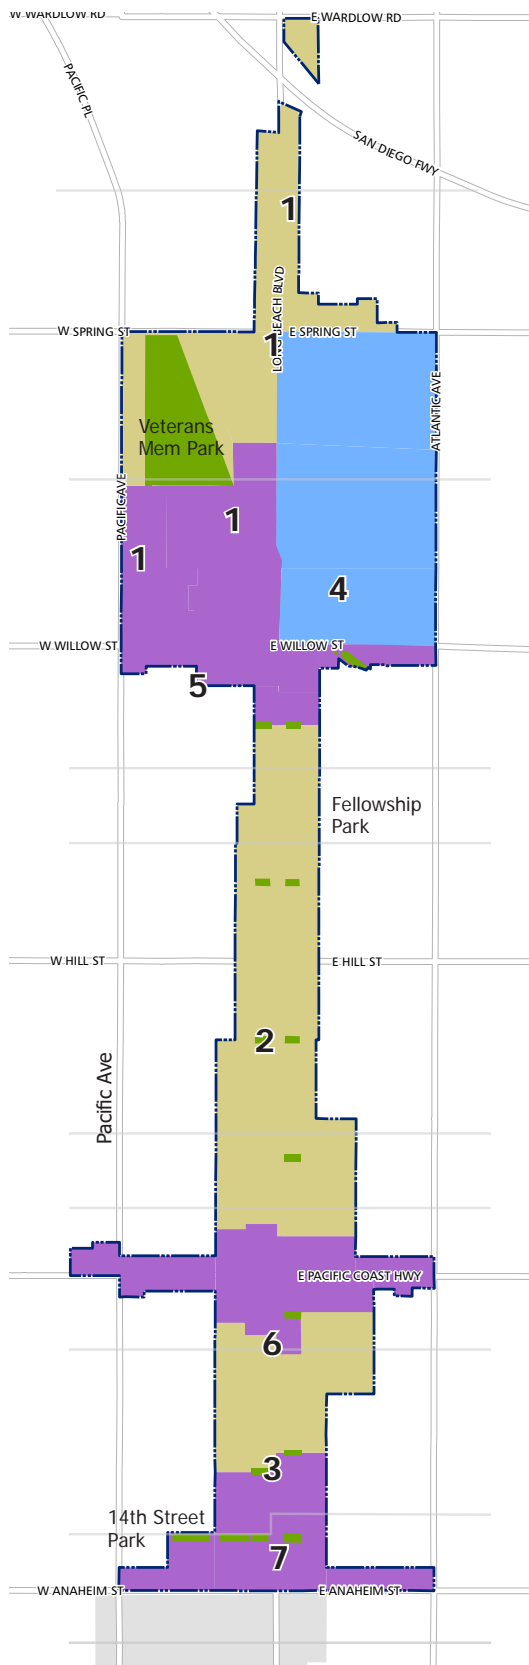 W WARDLOW RD
E WARDLOW RD
PACIFIC PL
SAN DIEGO FWY
1
LONG BEACH BLVD
W SPRING ST
E SPRING ST
1
ATLANTIC AVE
Veterans
Mem Park
PACIFIC AVE
1
1
4
W WILLOW ST
E WILLOW ST
5
Fellowship
Park
W HILL ST
E HILL ST
2
Pacific Ave
E PACIFIC COAST HWY
6
3
14th Street
Park
7
W ANAHEIM ST
E ANAHEIM ST